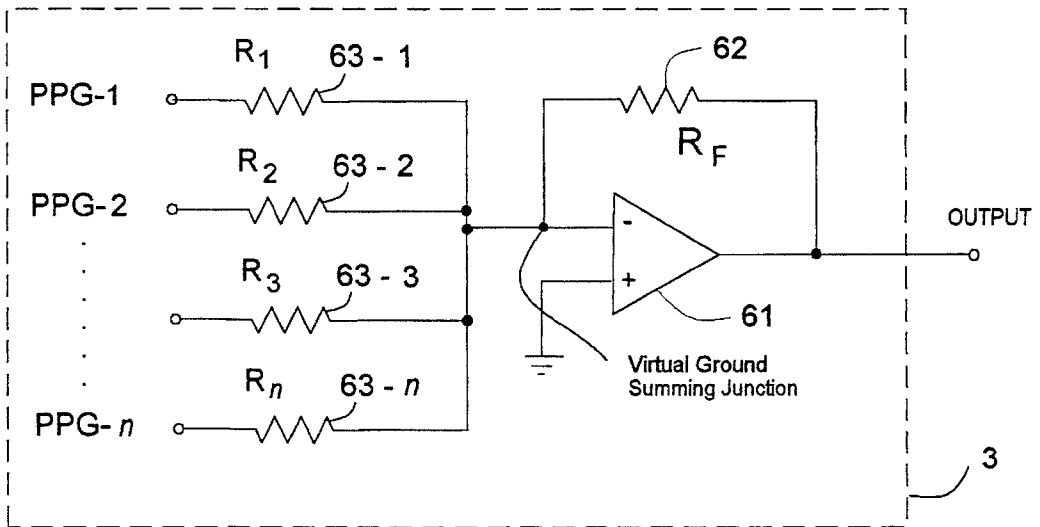 R1 63 - 1
PPG-1
R2 63 - 2
PPG-2
R3 63 - 3
Rn 63 - n
PPG- n
62
RF
-
+
61
Virtual Ground
Summing Junction
OUTPUT
3